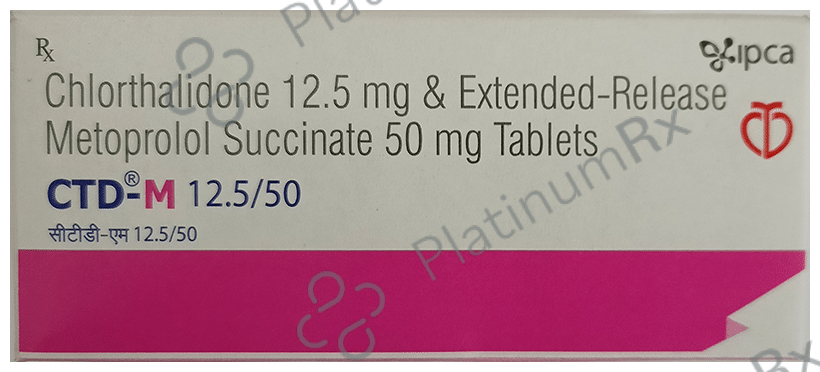 Rx
ipca
Chlorthalidone 12.5 mg & Extended-Release
Metoprolol Succinate 50 mg Tablets
CTD®-M 12.5/50
सीटीडी-एम 12.5/50
PlatinumRx